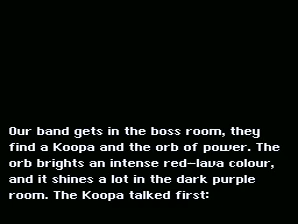 Our band gets in the boss room, they
find a Koopa and the orb of power. The
orb brights an intense red-lava colour,
and it shines a lot in the dark purple
room. The Koopa talked first: